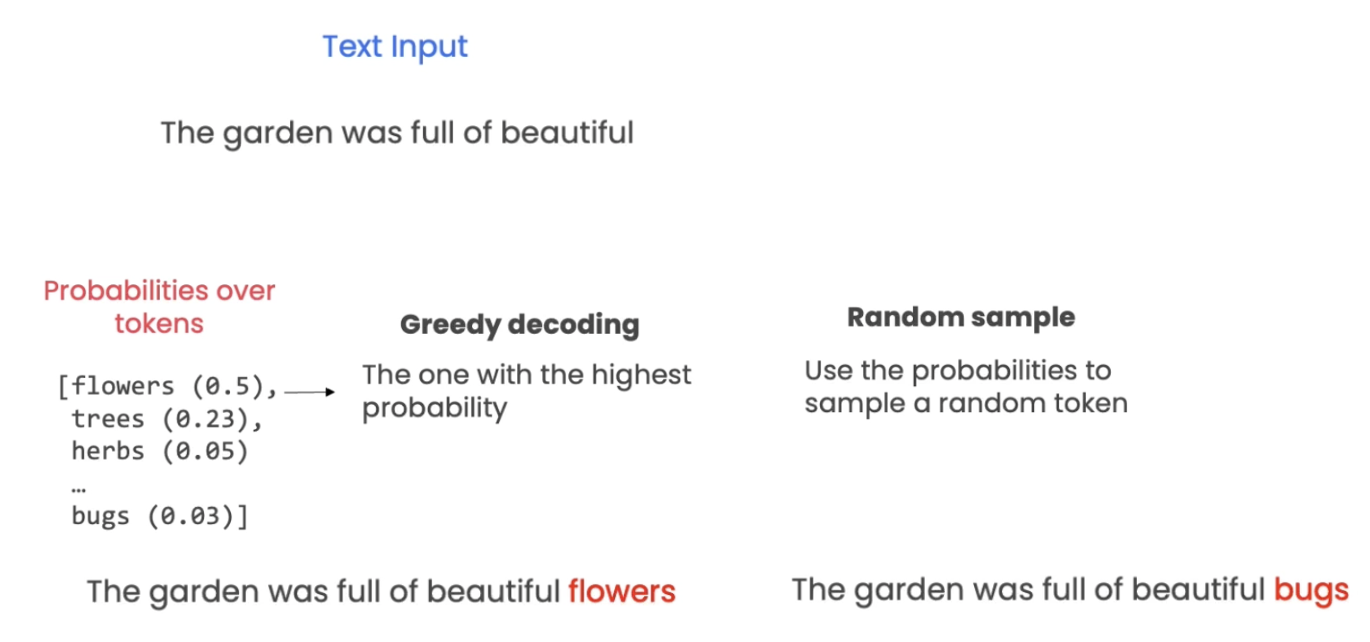 Text Input
The garden was full of beautiful
Probabilities over
tokens
[flowers (0.5),
trees (0.23),
herbs (0.05)
…
bugs (0.03)]
Greedy decoding
The one with the highest
probability
Random sample
Use the probabilities to
sample a random token
The garden was full of beautiful flowers
The garden was full of beautiful bugs